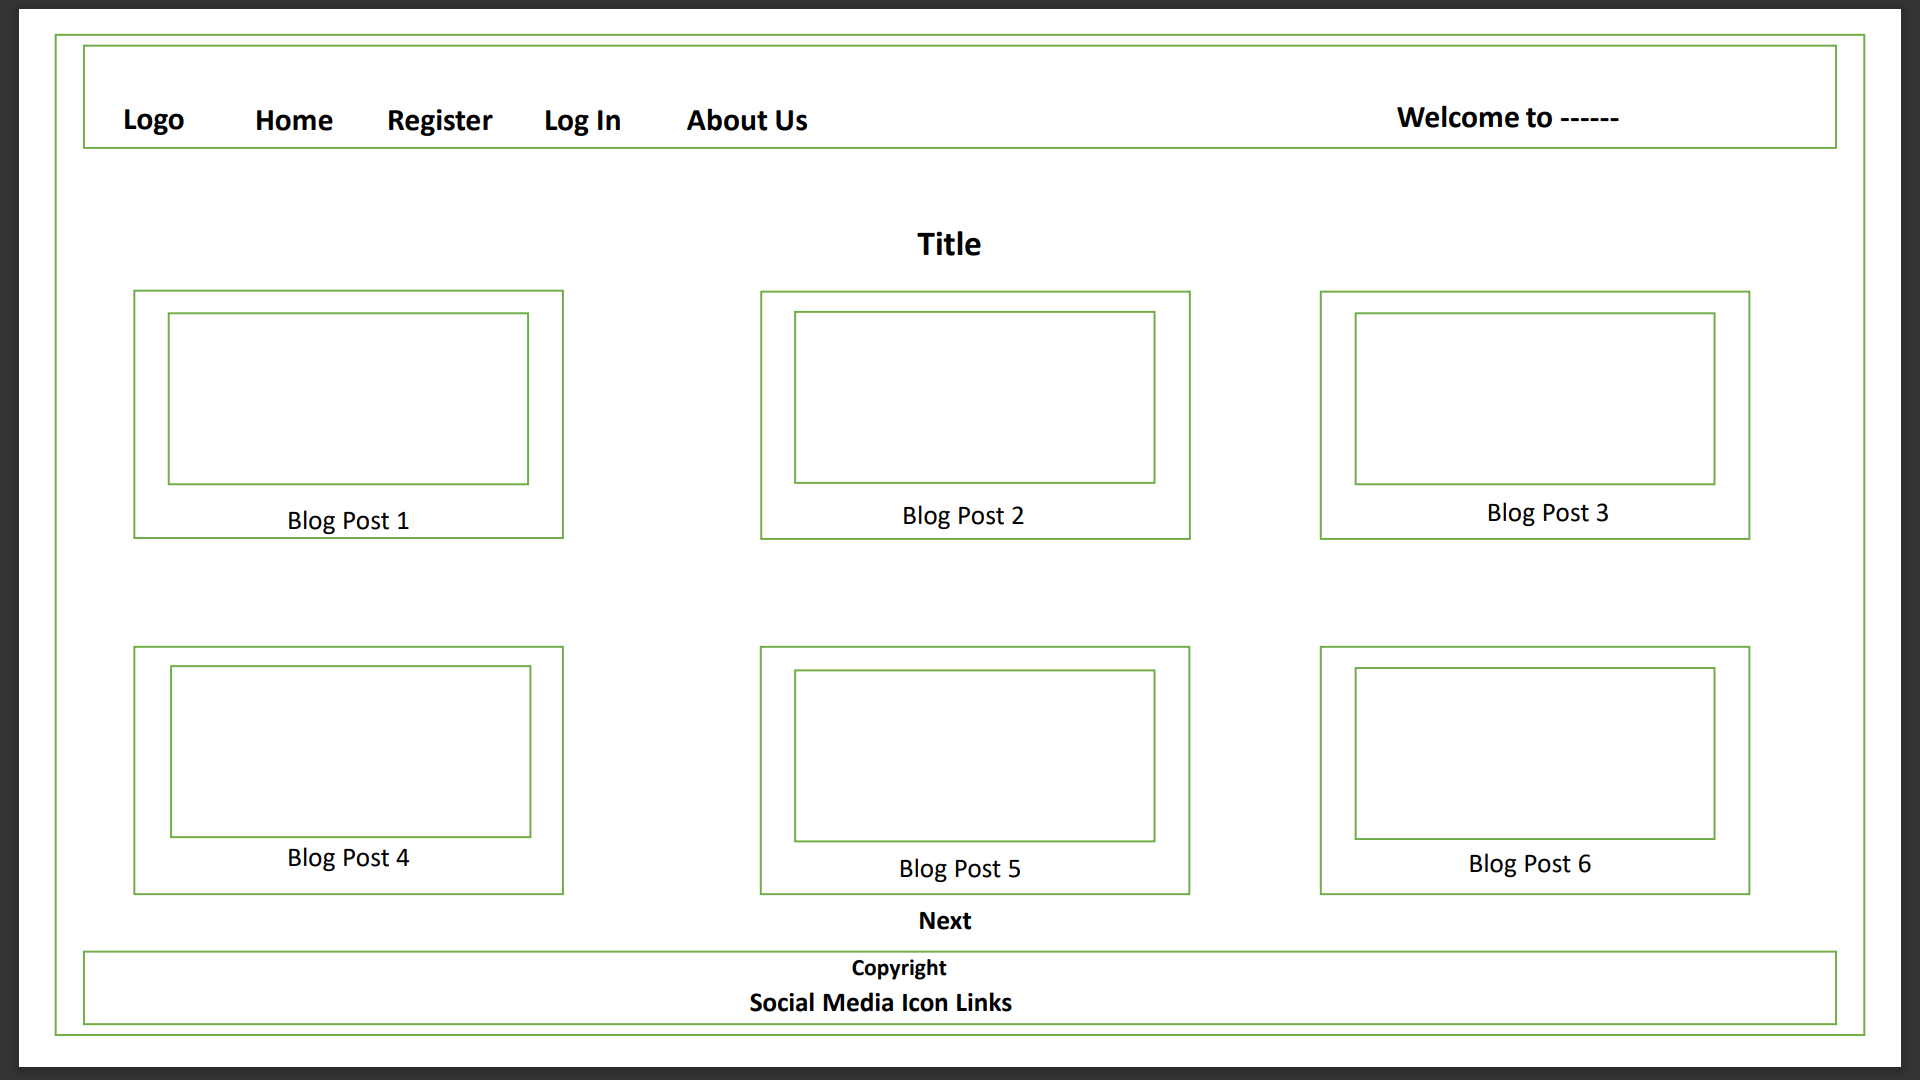 Logo Home Register Log In About Us Welcome to ------
Title
Blog Post 1 Blog Post 2 Blog Post 3
Blog Post 4 Blog Post 5 Blog Post 6
Next
Copyright
Social Media Icon Links